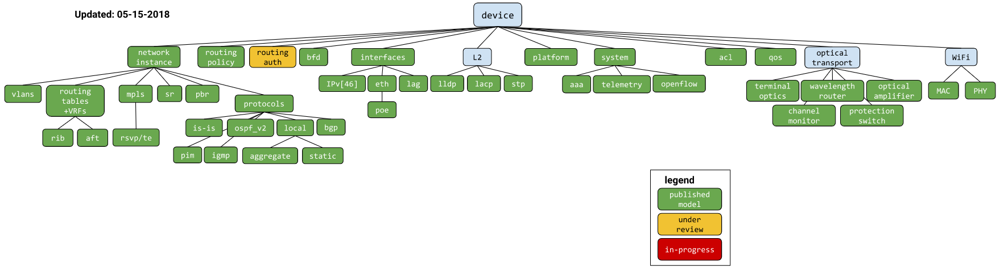 Updated: 05-15-2018
device
network
instance
routing
policy
routing
auth
bfd
interfaces
L2
platform
system
acl
qos
optical
transport
WiFi
vlans
routing
tables
+VRFs
mpls
sr
pbr
protocols
IPv[46]
eth
lag
lldp
lacp
stp
aaa
telemetry
openflow
terminal
optics
wavelength
router
optical
amplifier
MAC
PHY
poe
channel
monitor
protection
switch
rib
aft
rsvp/te
is-is
ospf_v2
local
bgp
pim
igmp
aggregate
static
legend
published
model
under
review
in-progress